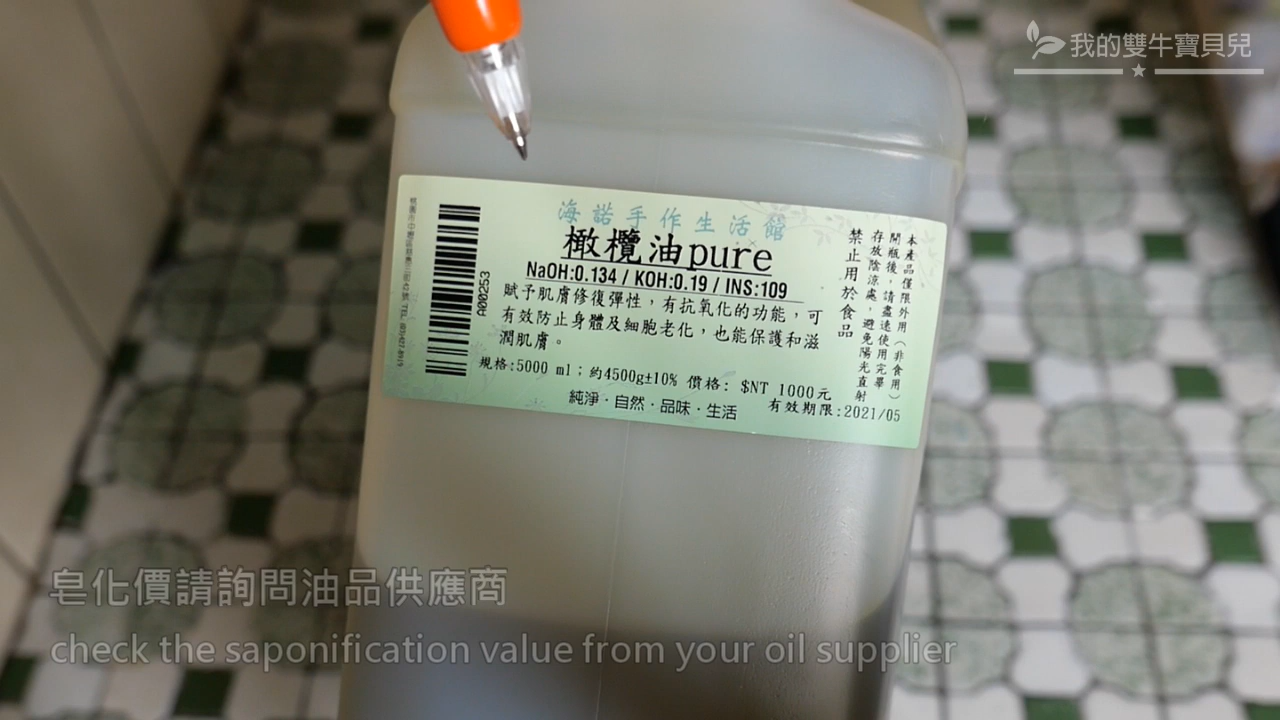 我的雙牛寶貝兒
海諾手作生活館
橄欖油pure
NaOH:0.134 / KOH:0.19 / INS:109
賦予肌膚修復彈性，有抗氧化的功能，可
有效防止身體及細胞老化，也能保護和滋
潤肌膚。
規格:5000 ml；約4500g±10% 價格: $NT 1000元
純淨．自然．品味．生活
有效期限:2021/05
本產品僅限外用（非食用）
開瓶後，請盡速使用完畢
存放陰涼處，避免陽光直射
禁止用於食品
A00253
皂化價請詢問油品供應商
check the saponification value from your oil supplier